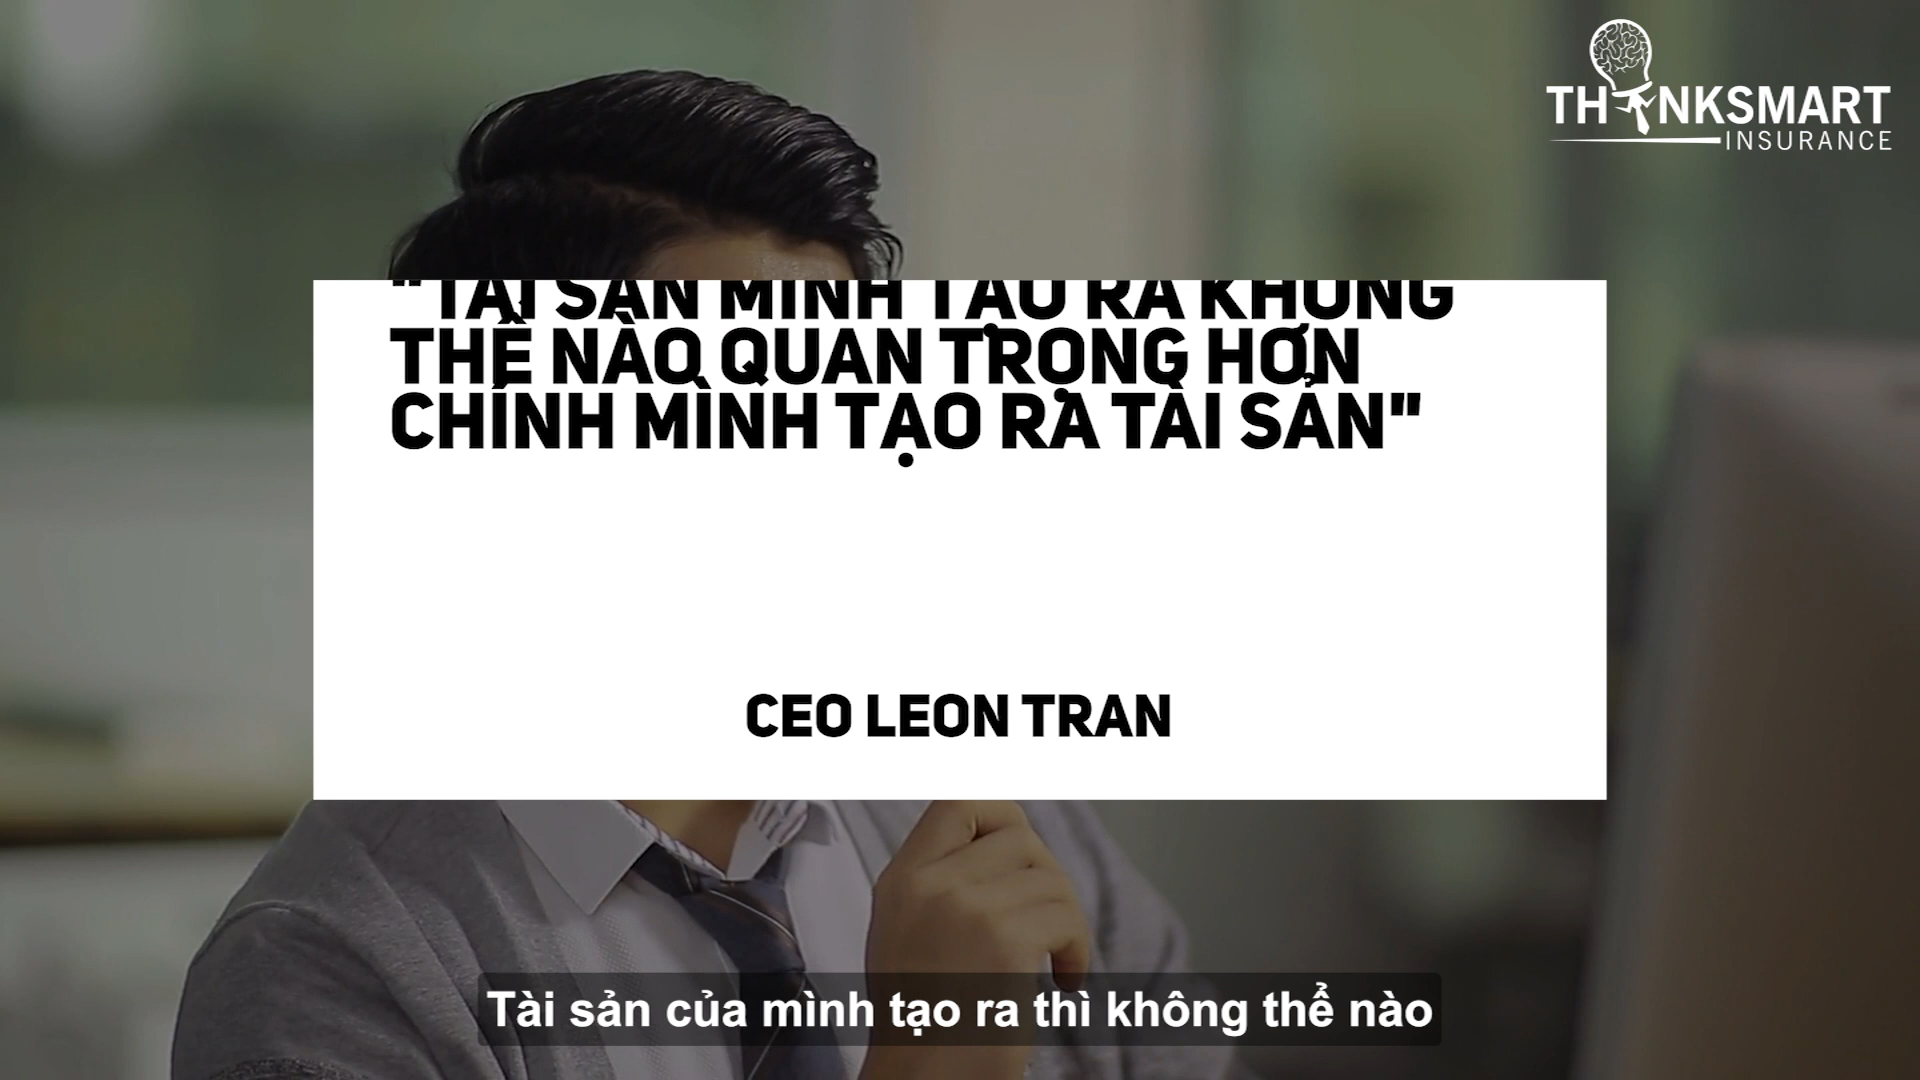 THINKSMART
INSURANCE
"TÀI SẢN MÌNH TẠO RA KHÔNG
THỂ NÀO QUAN TRỌNG HƠN
CHÍNH MÌNH TẠO RA TÀI SẢN"
CEO LEON TRAN
Tài sản của mình tạo ra thì không thể nào